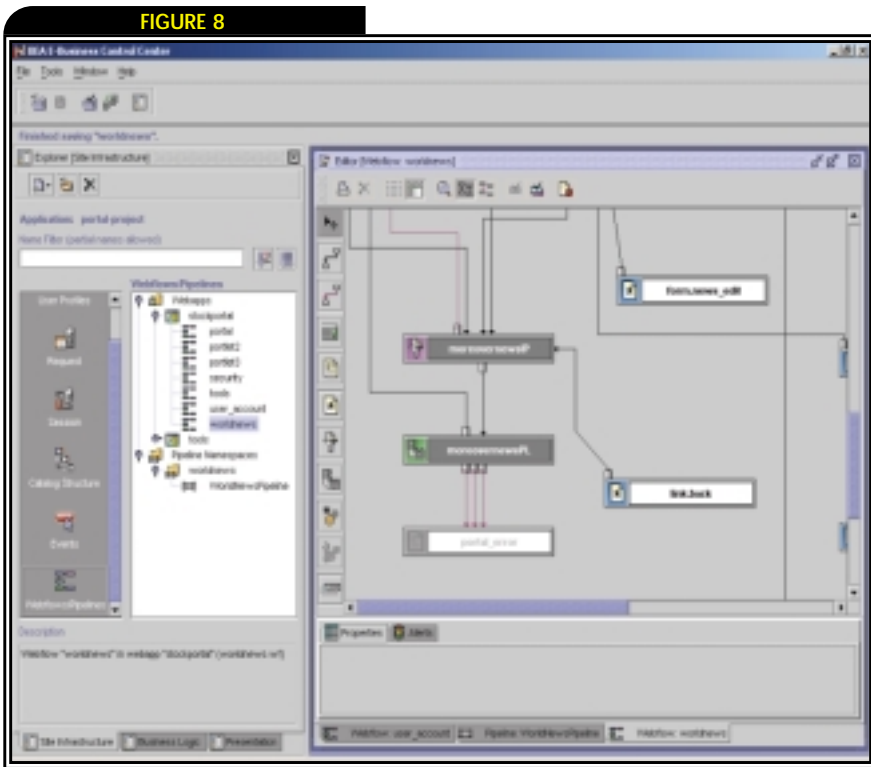 FIGURE 8
BEA E-Business Control Center
File Tools Window Help
Finished saving "worldnews".
Explorer [Site Infrastructure]
Editor [Webflow: worldnews]
Application: portal-project
Name Filter (partial names allowed):
Webflows/Pipelines
User Profiles
Request
Session
Catalog Structure
Events
Webflows/Pipelines
Webapps
stockportal
portal
portlet2
portlet3
security
tools
user_account
worldnews
tools
Pipeline Namespaces
worldnews
WorldNewsPipeline
form.news_edit
moreovernewsIP
moreovernewsPL
link.back
portal_error
Properties
Alerts
Description
Webflow "worldnews" in webapp "stockportal" (worldnews.wf)
Site Infrastructure
Business Logic
Presentation
Webflow: user_account
Pipeline: WorldNewsPipeline
Webflow: worldnews